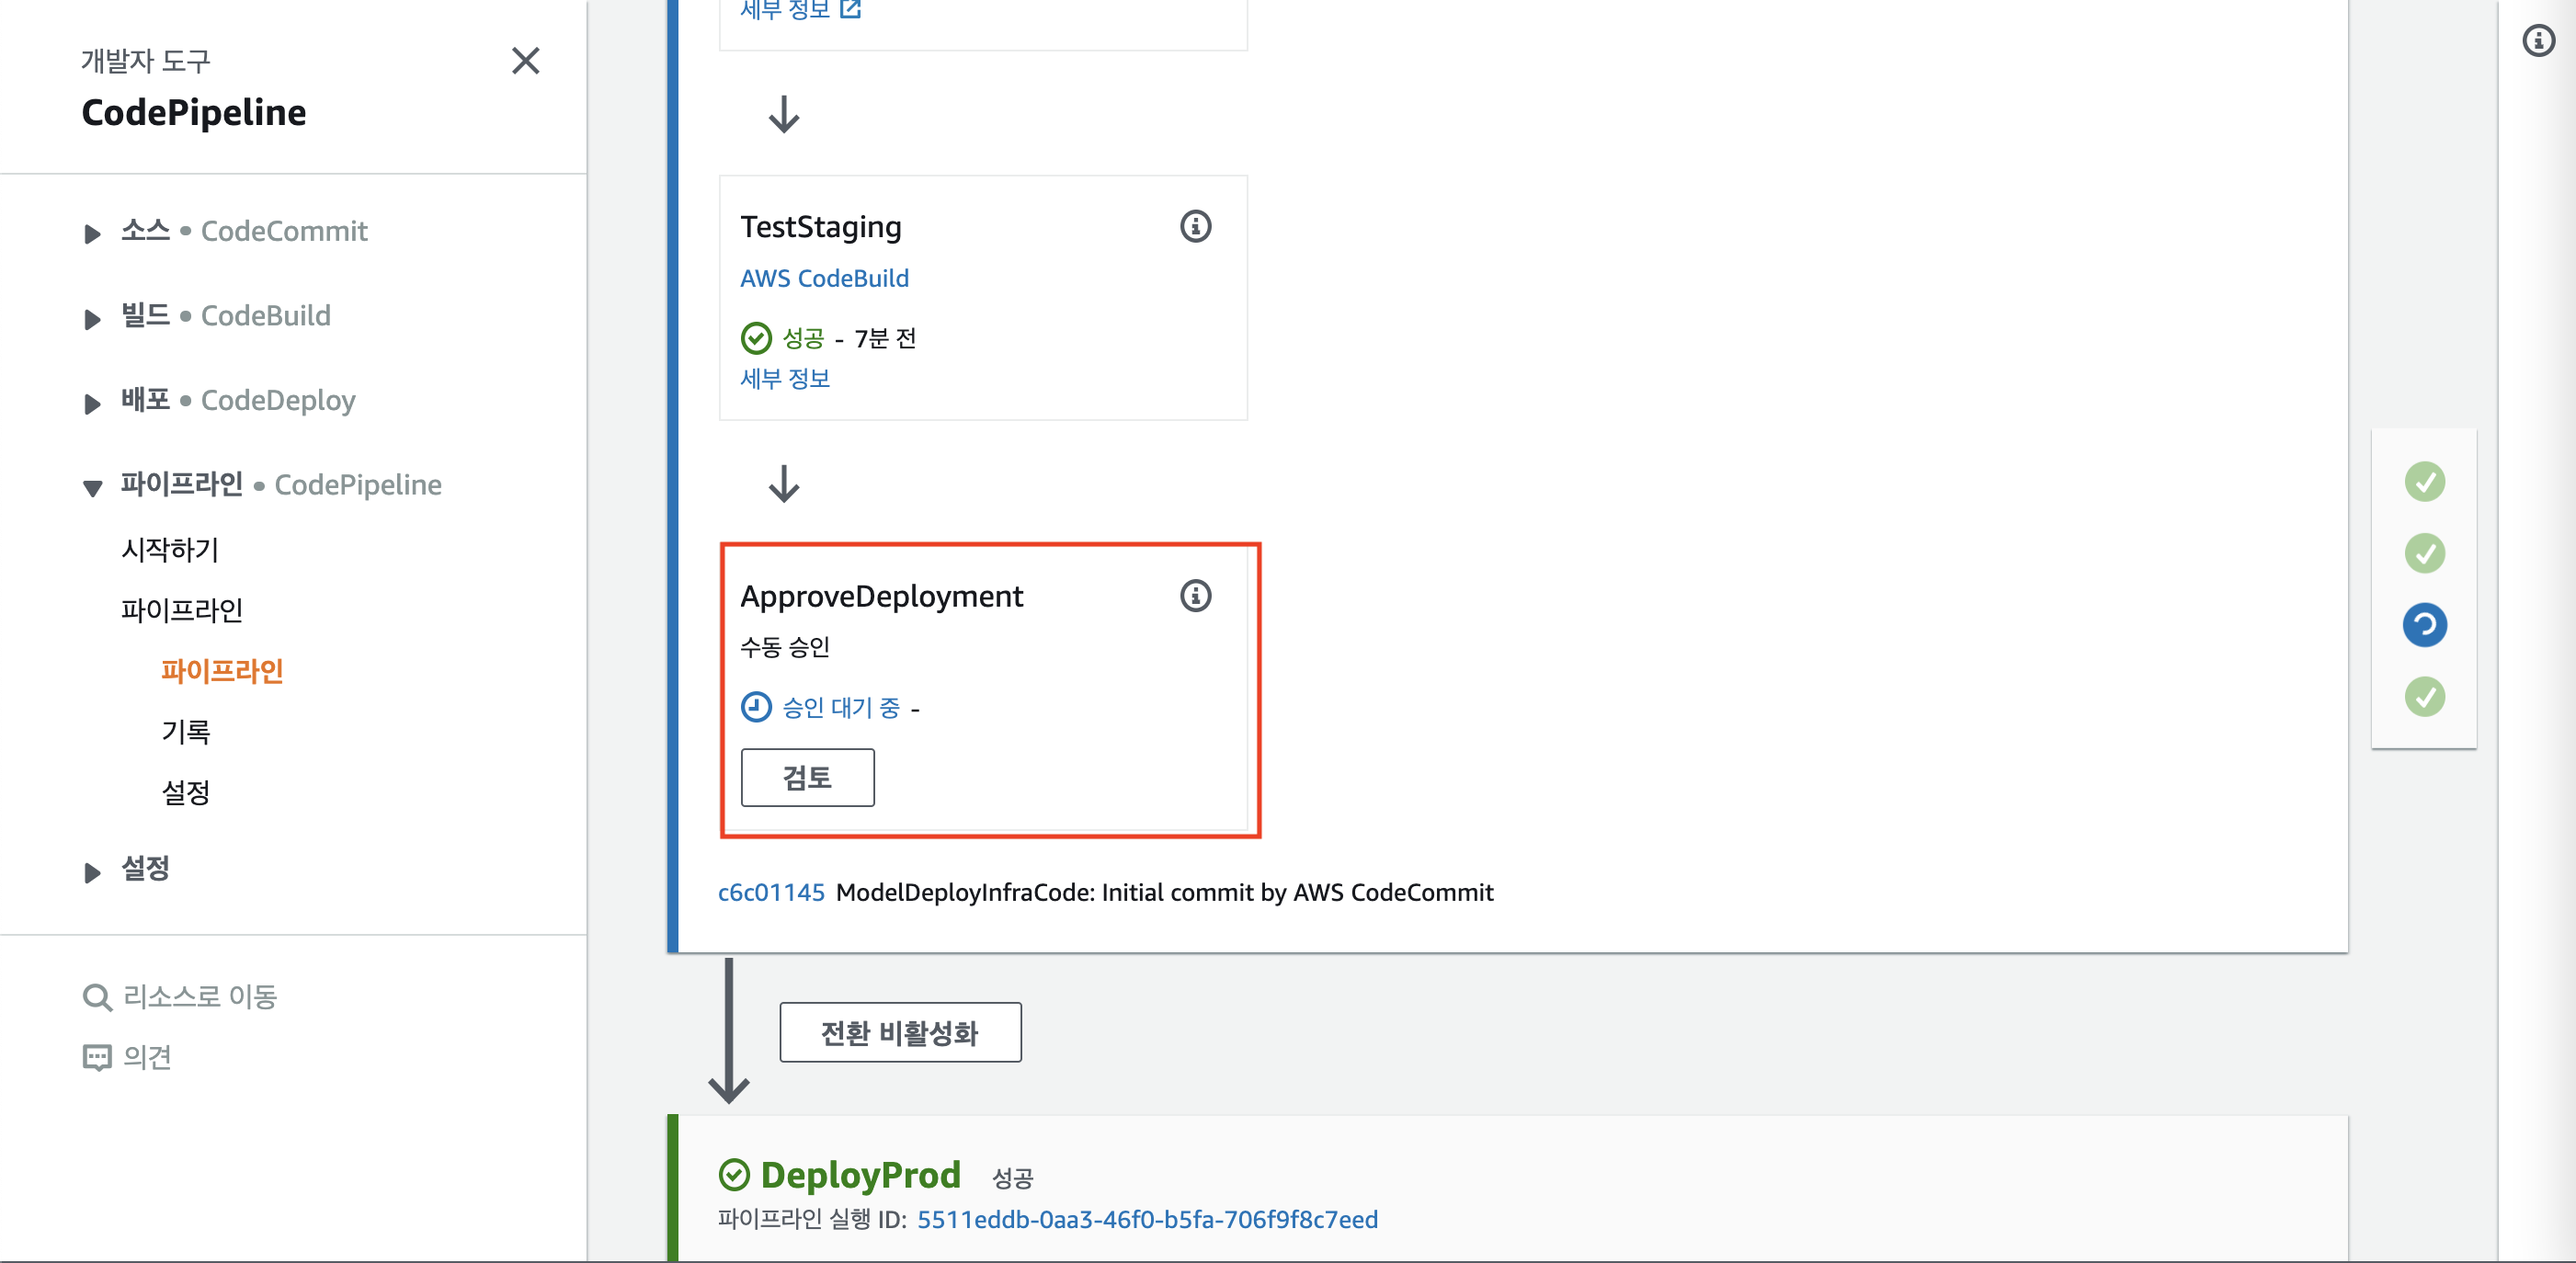 개발자 도구
CodePipeline
소스 • CodeCommit
빌드 • CodeBuild
배포 • CodeDeploy
파이프라인 • CodePipeline
시작하기
파이프라인
파이프라인
기록
설정
설정
리소스로 이동
의견
세부 정보
TestStaging
AWS CodeBuild
성공 - 7분 전
세부 정보
ApproveDeployment
수동 승인
승인 대기 중 -
검토
c6c01145 ModelDeployInfraCode: Initial commit by AWS CodeCommit
전환 비활성화
DeployProd 성공
파이프라인 실행 ID: 5511eddb-0aa3-46f0-b5fa-706f9f8c7eed